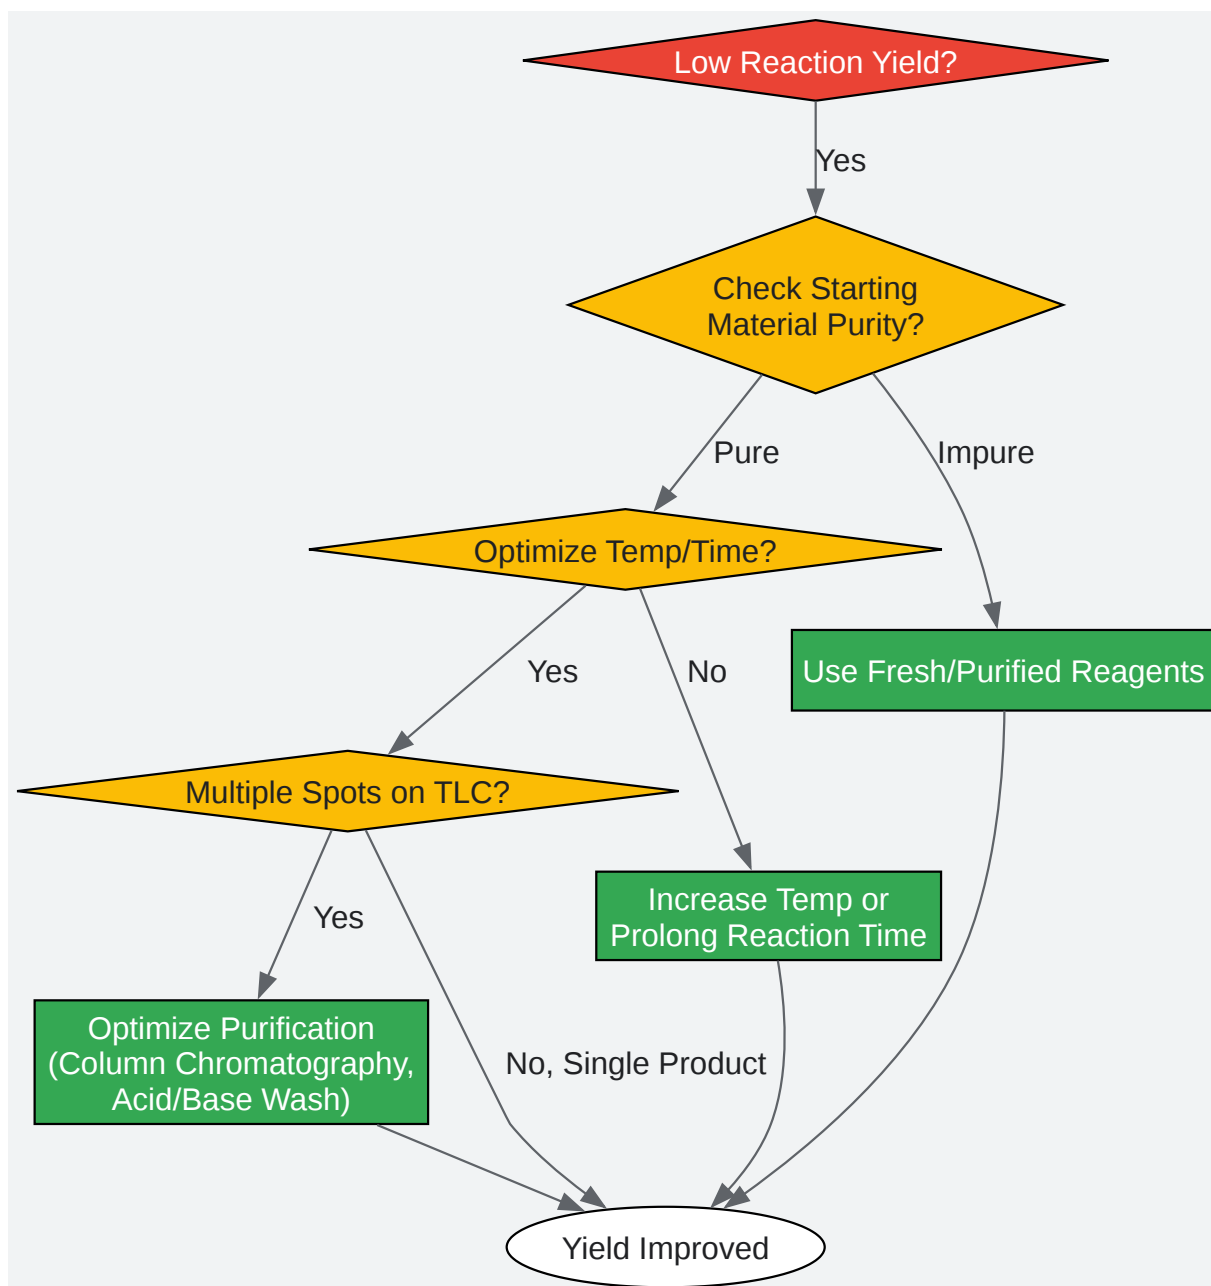 Low Reaction Yield?
Yes
Check Starting
Material Purity?
Pure
Impure
Optimize Temp/Time?
Yes
No
Use Fresh/Purified Reagents
Multiple Spots on TLC?
Yes
Increase Temp or
Prolong Reaction Time
Optimize Purification
(Column Chromatography,
Acid/Base Wash)
No, Single Product
Yield Improved